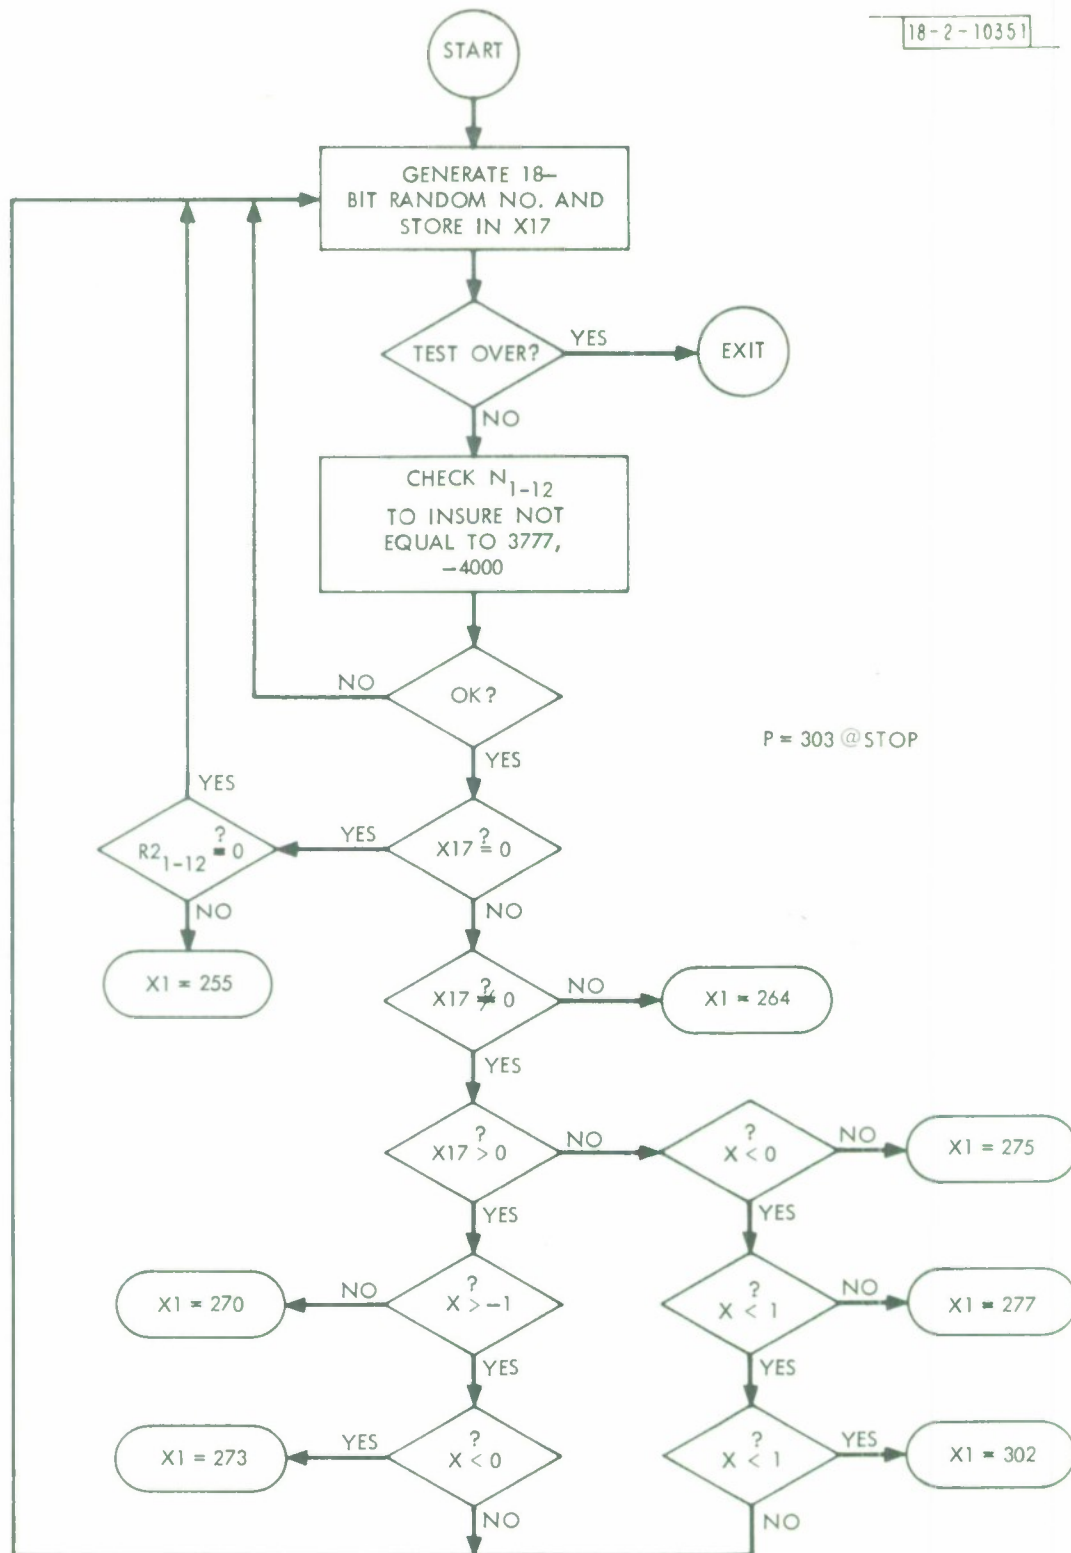 18-2-10351
START
GENERATE 18-
BIT RANDOM NO. AND
STORE IN X17
TEST OVER?
YES
EXIT
NO
CHECK N1-12
TO INSURE NOT
EQUAL TO 3777,
-4000
NO
OK?
P = 303 @ STOP
YES
YES
R2 1-12 ?= 0
YES
X17 ?= 0
NO
NO
X1 = 255
X17 ?≠ 0
NO
X1 = 264
YES
X17 ?> 0
NO
?
X < 0
NO
X1 = 275
YES
YES
X1 = 270
NO
?
X > -1
?
X < 1
NO
X1 = 277
YES
YES
X1 = 273
YES
?
X < 0
?
X < 1
YES
X1 = 302
NO
NO